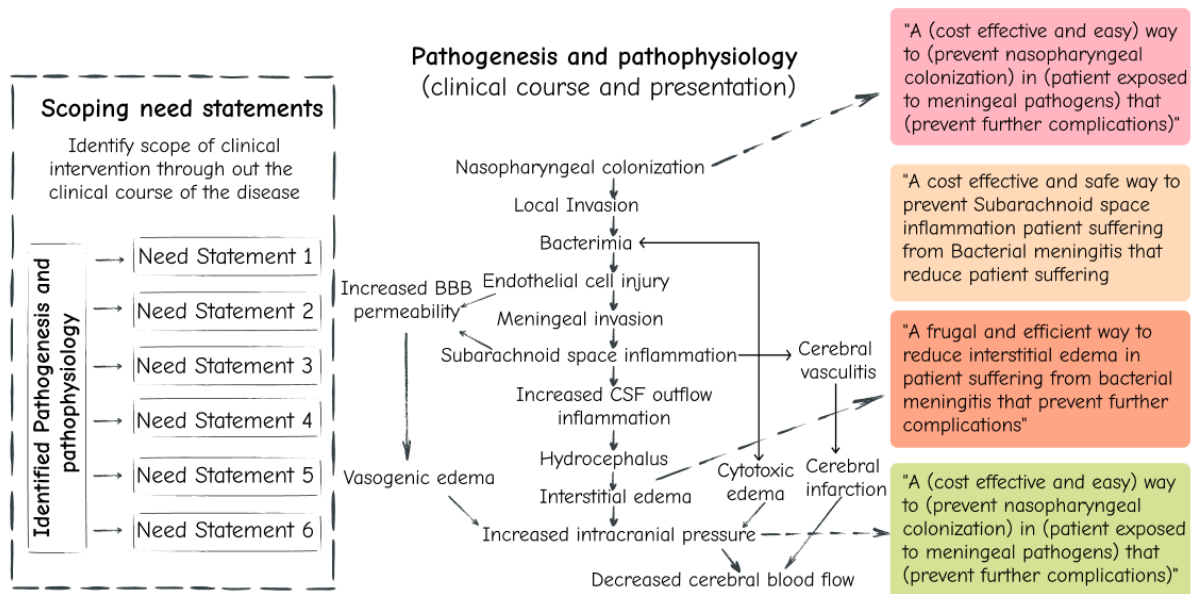 Scoping need statements
Identify scope of clinical
intervention through out the
clinical course of the disease
Identified Pathogenesis and
pathophysiology
Need Statement 1
Need Statement 2
Need Statement 3
Need Statement 4
Need Statement 5
Need Statement 6
Pathogenesis and pathophysiology
(clinical course and presentation)
Nasopharyngeal colonization
Local Invasion
Bacterimia
Endothelial cell injury
Increased BBB
permeability
Meningeal invasion
Subarachnoid space inflammation
Cerebral
vasculitis
Increased CSF outflow
inflammation
Hydrocephalus
Vasogenic edema
Interstitial edema
Cytotoxic
edema
Cerebral
infarction
Increased intracranial pressure
Decreased cerebral blood flow
"A (cost effective and easy) way
to (prevent nasopharyngeal
colonization) in (patient exposed
to meningeal pathogens) that
(prevent further complications)"
"A cost effective and safe way to
prevent Subarachnoid space
inflammation patient suffering
from Bacterial meningitis that
reduce patient suffering
"A frugal and efficient way to
reduce interstitial edema in
patient suffering from bacterial
meningitis that prevent further
complications"
"A (cost effective and easy) way
to (prevent nasopharyngeal
colonization) in (patient exposed
to meningeal pathogens) that
(prevent further complications)"